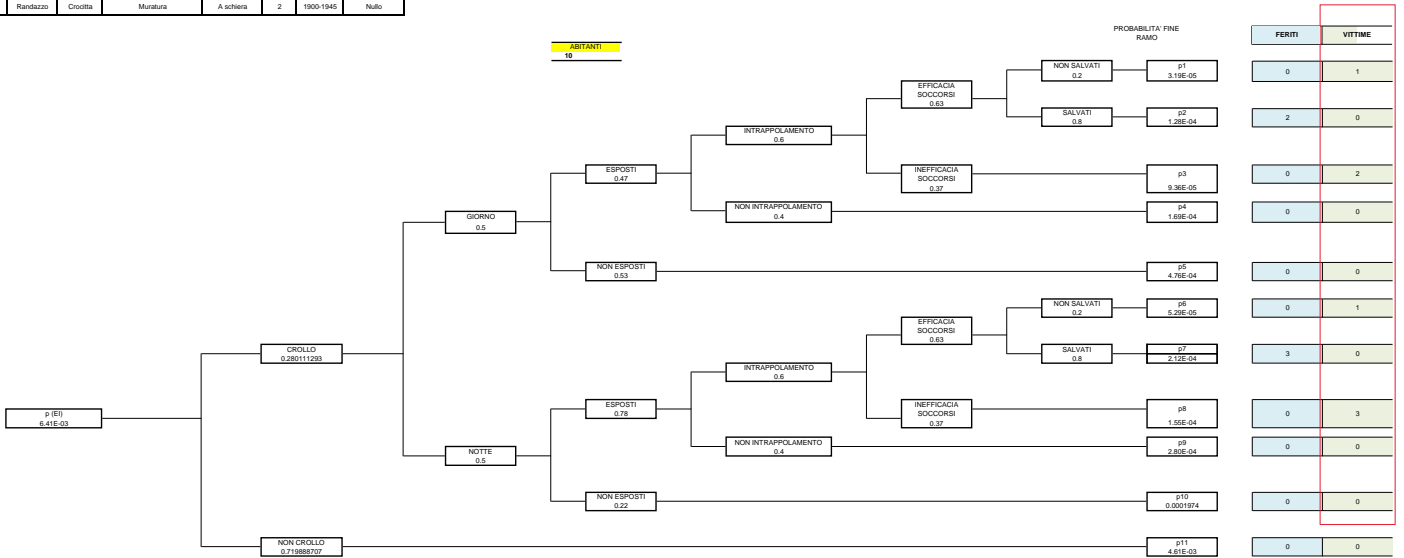 Randazzo Crocitta Muratura A schiera 2 1900-1945 Nullo
ABITANTI
10
PROBABILITA' FINE
RAMO
FERITI VITTIME
NON SALVATI
0.2
p1
3.19E-05
0 1
EFFICACIA
SOCCORSI
0.63
SALVATI
0.8
p2
1.28E-04
2 0
INTRAPPOLAMENTO
0.6
ESPOSTI
0.47
INEFFICACIA
SOCCORSI
0.37
p3
9.36E-05
0 2
NON INTRAPPOLAMENTO
0.4
p4
1.69E-04
0 0
GIORNO
0.5
NON ESPOSTI
0.53
p5
4.76E-04
0 0
NON SALVATI
0.2
p6
5.29E-05
0 1
EFFICACIA
SOCCORSI
0.63
CROLLO
0.280111293
SALVATI
0.8
p7
2.12E-04
3 0
INTRAPPOLAMENTO
0.6
p (EI)
6.41E-03
ESPOSTI
0.78
INEFFICACIA
SOCCORSI
0.37
p8
1.55E-04
0 3
NON INTRAPPOLAMENTO
0.4
p9
2.80E-04
0 0
NOTTE
0.5
NON ESPOSTI
0.22
p10
0.0001974
0 0
NON CROLLO
0.719888707
p11
4.61E-03
0 0